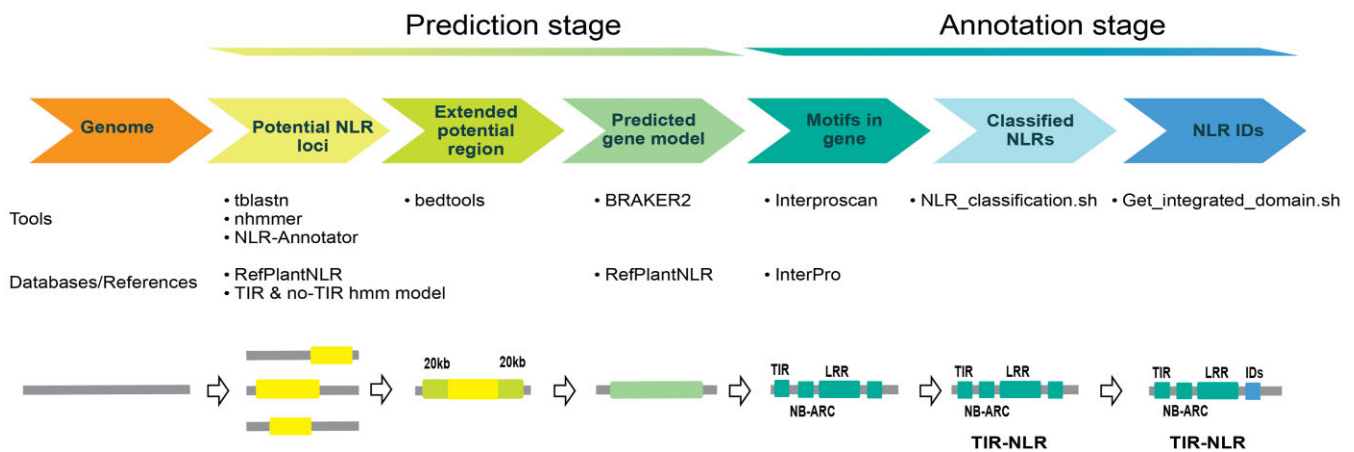 Prediction stage
Annotation stage
Genome
Potential NLR
loci
Extended
potential
region
Predicted
gene model
Motifs in
gene
Classified
NLRs
NLR IDs
Tools
• tblastn
• nhmmer
• NLR-Annotator
• bedtools
• BRAKER2
• Interproscan
• NLR_classification.sh
• Get_integrated_domain.sh
Databases/References
• RefPlantNLR
• TIR & no-TIR hmm model
• RefPlantNLR
• InterPro
20kb
20kb
TIR
LRR
NB-ARC
TIR
LRR
NB-ARC
TIR-NLR
TIR
LRR
IDs
NB-ARC
TIR-NLR